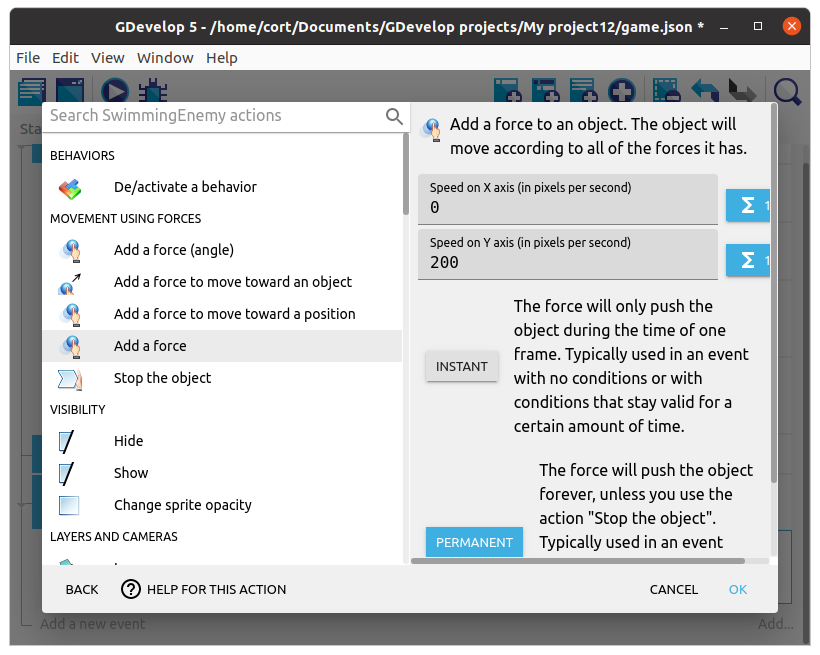 GDevelop 5 - /home/cort/Documents/GDevelop projects/My project12/game.json *
File Edit View Window Help
Sta
Search SwimmingEnemy actions
BEHAVIORS
De/activate a behavior
MOVEMENT USING FORCES
Add a force (angle)
Add a force to move toward an object
Add a force to move toward a position
Add a force
Stop the object
VISIBILITY
Hide
Show
Change sprite opacity
LAYERS AND CAMERAS
Add a force to an object. The object will
move according to all of the forces it has.
Speed on X axis (in pixels per second)
0
Σ 1
Speed on Y axis (in pixels per second)
200
Σ 1
INSTANT
The force will only push the
object during the time of one
frame. Typically used in an event
with no conditions or with
conditions that stay valid for a
certain amount of time.
PERMANENT
The force will push the object
forever, unless you use the
action "Stop the object".
Typically used in an event
BACK
? HELP FOR THIS ACTION
CANCEL
OK
Add a new event
Add...